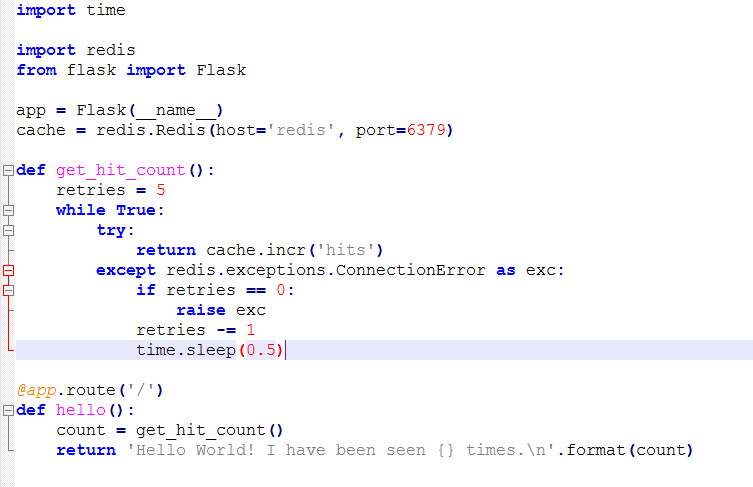 import time

import redis
from flask import Flask

app = Flask(__name__)
cache = redis.Redis(host='redis', port=6379)

def get_hit_count():
    retries = 5
    while True:
        try:
            return cache.incr('hits')
        except redis.exceptions.ConnectionError as exc:
            if retries == 0:
                raise exc
            retries -= 1
            time.sleep(0.5)

@app.route('/')
def hello():
    count = get_hit_count()
    return 'Hello World! I have been seen {} times.\n'.format(count)